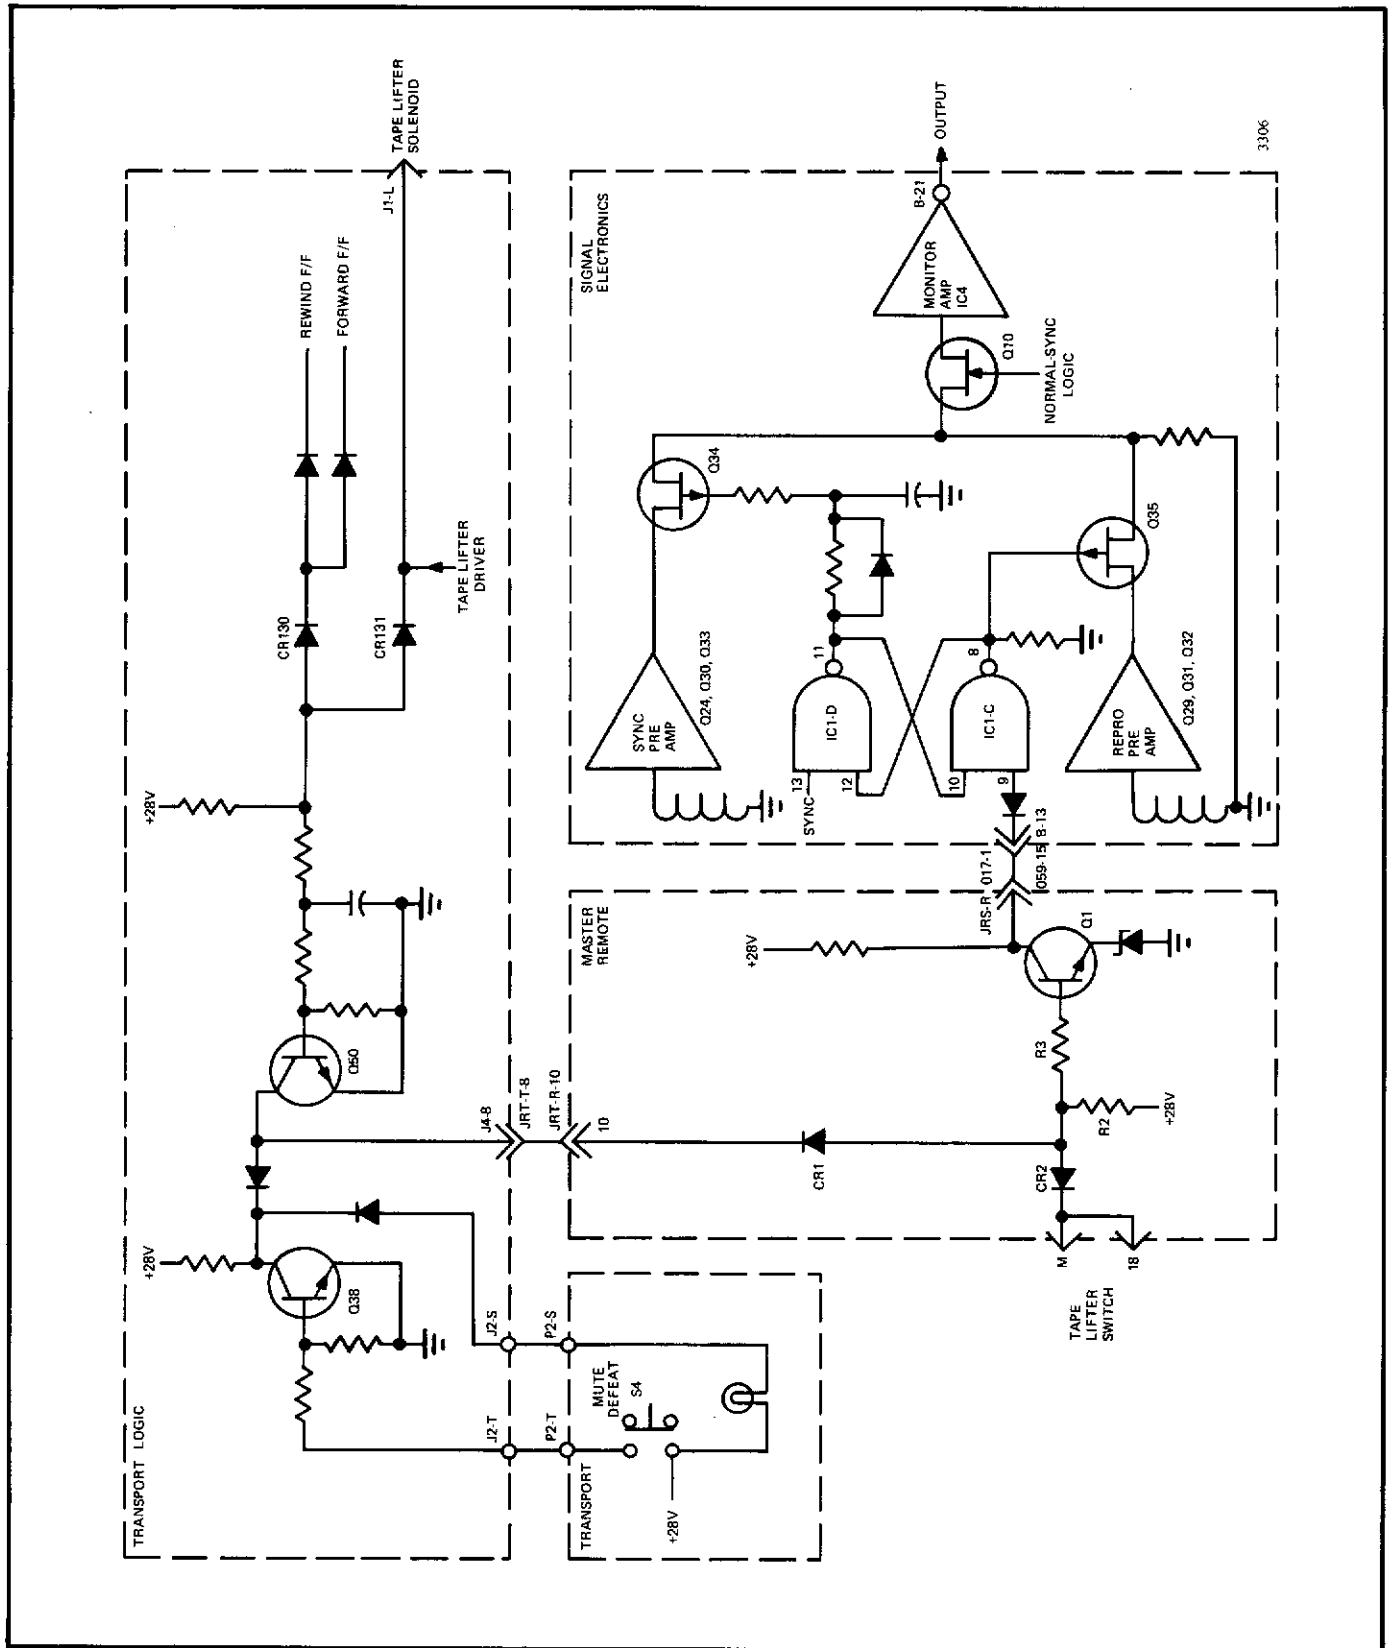 TRANSPORT LOGIC
+28V
Q38
J2-T
J2-S
J4-8
JRT-T-8
Q50
+28V
CR130
CR131
REWIND F/F
FORWARD F/F
TAPE LIFTER
DRIVER
J1-L
TAPE LIFTER
SOLENOID
TRANSPORT
P2-T
P2-S
MUTE
DEFEAT
S4
+28V
MASTER
REMOTE
JRT-R-10
10
CR1
CR2
R2
+28V
R3
Q1
+28V
JRS-R
M
18
TAPE
LIFTER
SWITCH
017-1
059-15
B-13
SIGNAL
ELECTRONICS
SYNC
PRE
AMP
Q24, Q30, Q33
SYNC
13
12
IC1-D
11
10
9
IC1-C
8
REPRO
PRE
AMP
Q29, Q31, Q32
Q34
Q35
Q10
NORMAL-SYNC
LOGIC
MONITOR
AMP
IC4
B-21
OUTPUT
3306